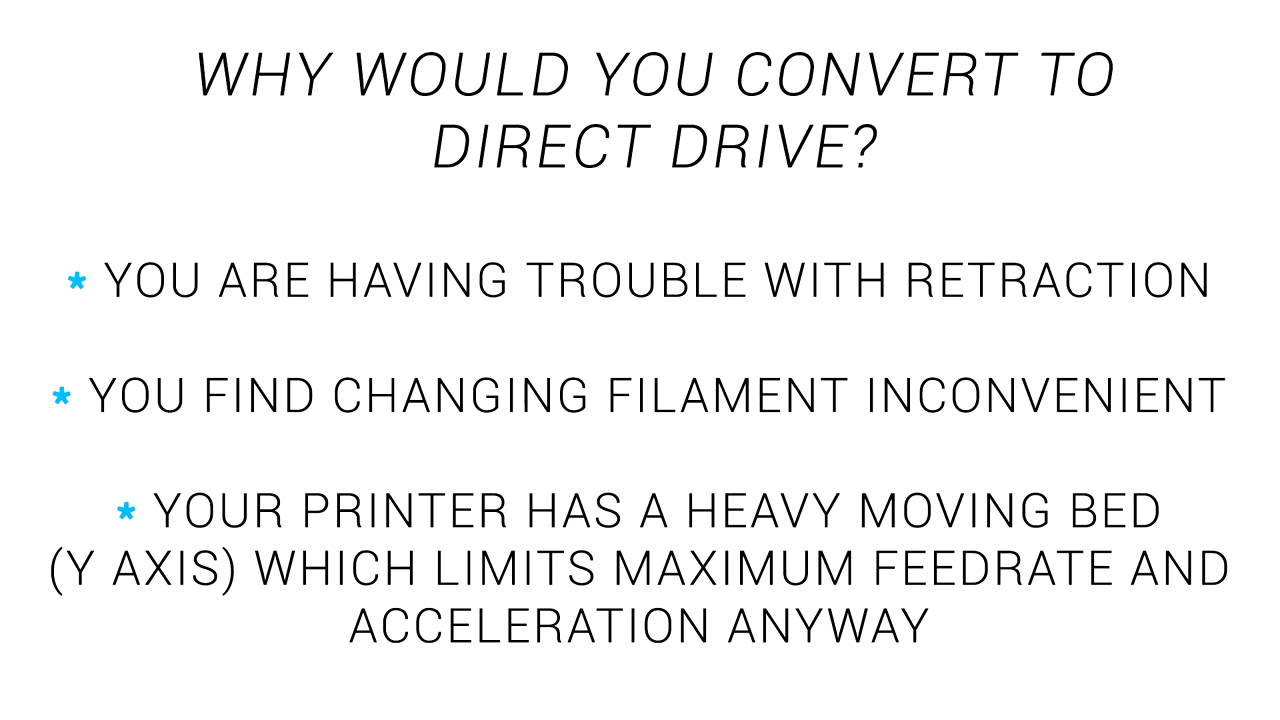 WHY WOULD YOU CONVERT TO
DIRECT DRIVE?
* YOU ARE HAVING TROUBLE WITH RETRACTION
* YOU FIND CHANGING FILAMENT INCONVENIENT
* YOUR PRINTER HAS A HEAVY MOVING BED
(Y AXIS) WHICH LIMITS MAXIMUM FEEDRATE AND
ACCELERATION ANYWAY